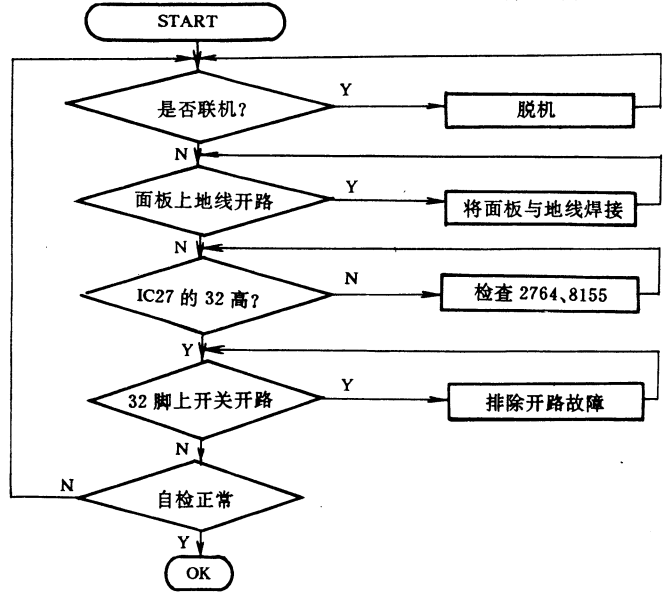 START
是否联机?
Y
脱机
N
面板上地线开路
Y
将面板与地线焊接
N
IC27 的 32 高?
N
检查 2764、8155
Y
32 脚上开关开路
Y
排除开路故障
N
自检正常
N
Y
OK